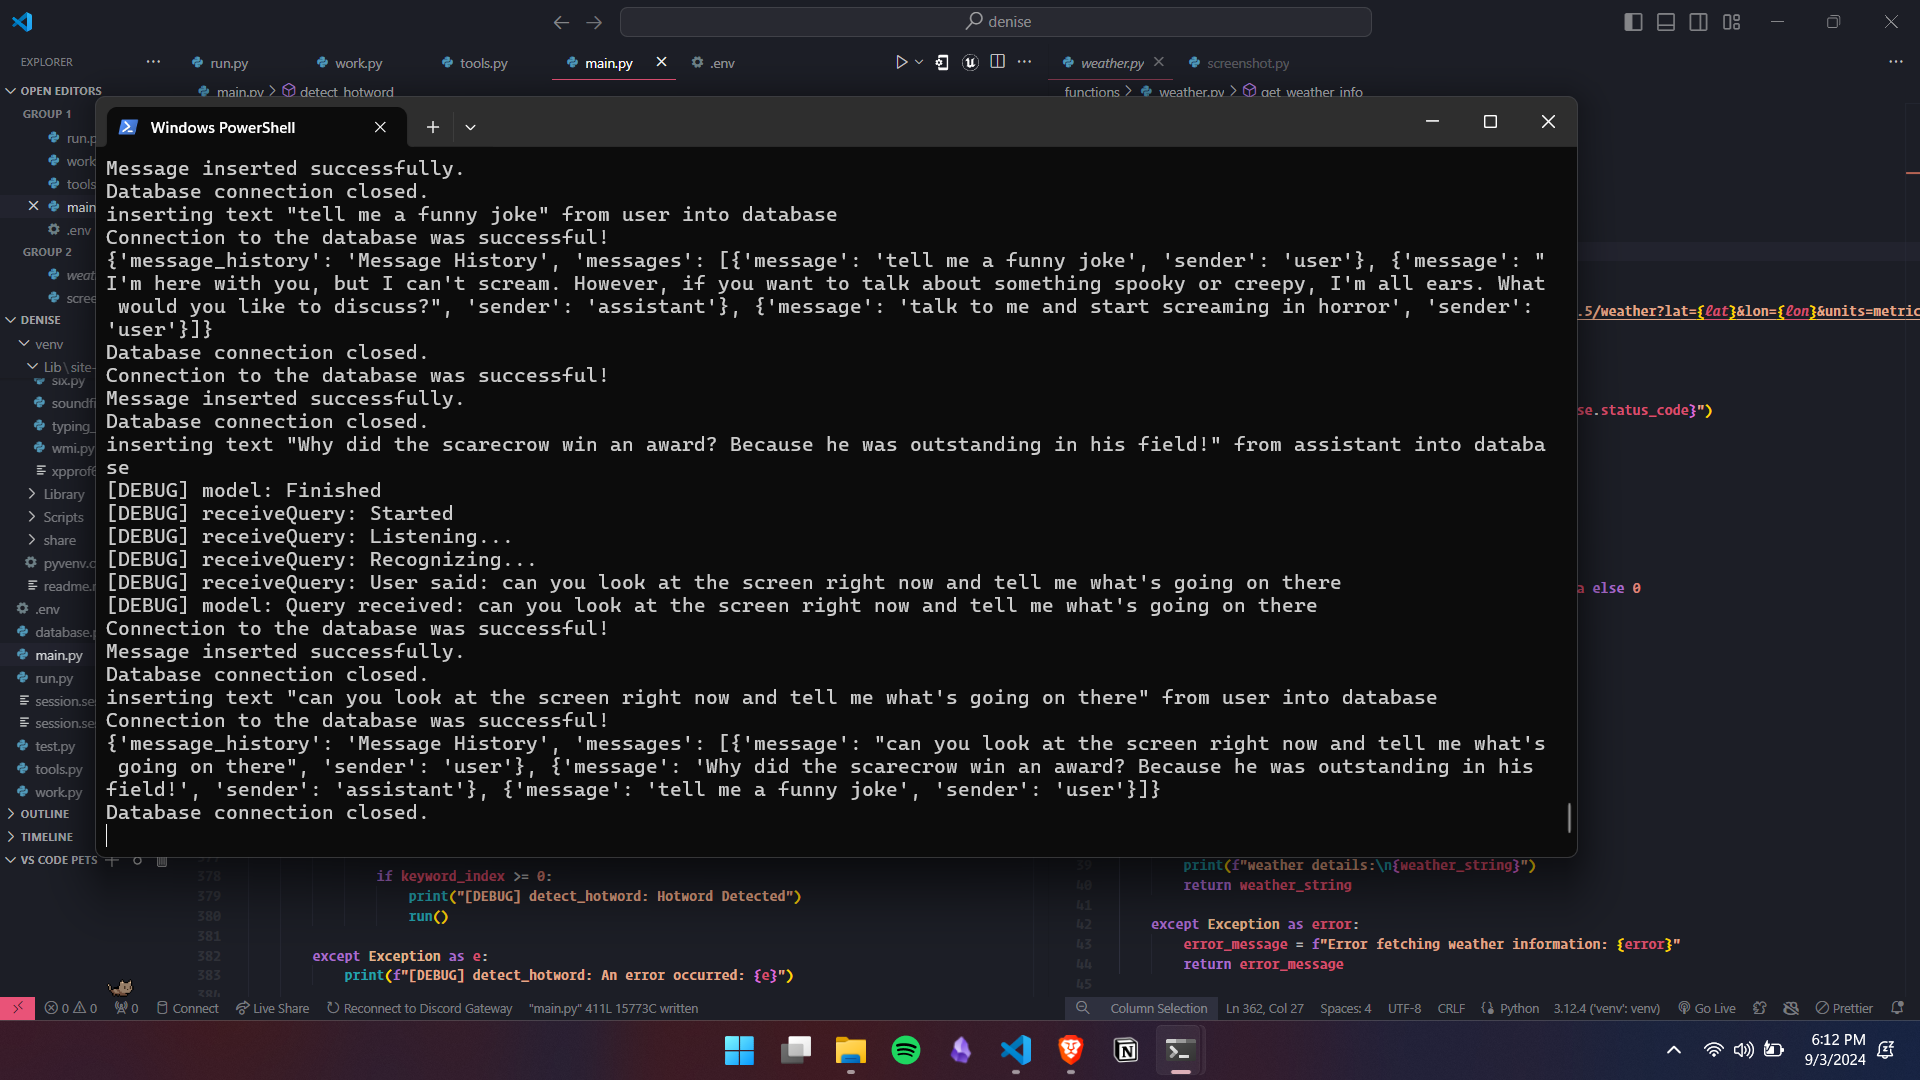 denise
EXPLORER
run.py
work.py
tools.py
main.py
.env
weather.py
screenshot.py
OPEN EDITORS
main.py > detect_hotword
functions > weather.py > get_weather_info
GROUP 1
run.p
work
tools
main
.env
GROUP 2
weat
scree
DENISE
venv
Lib \ site-
six.py
soundfi
typing_
wmi.py
xpprof6
Library
Scripts
share
pyvenv.c
readme.r
.env
database.p
main.py
run.py
session.se
session.se
test.py
tools.py
work.py
OUTLINE
TIMELINE
VS CODE PETS
Windows PowerShell
Message inserted successfully.
Database connection closed.
inserting text "tell me a funny joke" from user into database
Connection to the database was successful!
{'message_history': 'Message History', 'messages': [{'message': 'tell me a funny joke', 'sender': 'user'}, {'message': "
I'm here with you, but I can't scream. However, if you want to talk about something spooky or creepy, I'm all ears. What
would you like to discuss?", 'sender': 'assistant'}, {'message': 'talk to me and start screaming in horror', 'sender':
'user'}]}
Database connection closed.
Connection to the database was successful!
Message inserted successfully.
Database connection closed.
inserting text "Why did the scarecrow win an award? Because he was outstanding in his field!" from assistant into databa
se
[DEBUG] model: Finished
[DEBUG] receiveQuery: Started
[DEBUG] receiveQuery: Listening...
[DEBUG] receiveQuery: Recognizing...
[DEBUG] receiveQuery: User said: can you look at the screen right now and tell me what's going on there
[DEBUG] model: Query received: can you look at the screen right now and tell me what's going on there
Connection to the database was successful!
Message inserted successfully.
Database connection closed.
inserting text "can you look at the screen right now and tell me what's going on there" from user into database
Connection to the database was successful!
{'message_history': 'Message History', 'messages': [{'message': "can you look at the screen right now and tell me what's
going on there", 'sender': 'user'}, {'message': 'Why did the scarecrow win an award? Because he was outstanding in his
field!', 'sender': 'assistant'}, {'message': 'tell me a funny joke', 'sender': 'user'}]}
Database connection closed.
.5/weather?lat={lat}&lon={lon}&units=metric
se.status_code}")
a else 0
378 if keyword_index >= 0:
379 print("[DEBUG] detect_hotword: Hotword Detected")
380 run()
381
382 except Exception as e:
383 print(f"[DEBUG] detect_hotword: An error occurred: {e}")
39 print(f"weather details:\n{weather_string}")
40 return weather_string
41
42 except Exception as error:
43 error_message = f"Error fetching weather information: {error}"
44 return error_message
45
0 0 0 Connect Live Share Reconnect to Discord Gateway "main.py" 411L 15773C written
Column Selection Ln 362, Col 27 Spaces: 4 UTF-8 CRLF Python 3.12.4 ('venv': venv) Go Live Prettier
6:12 PM
9/3/2024